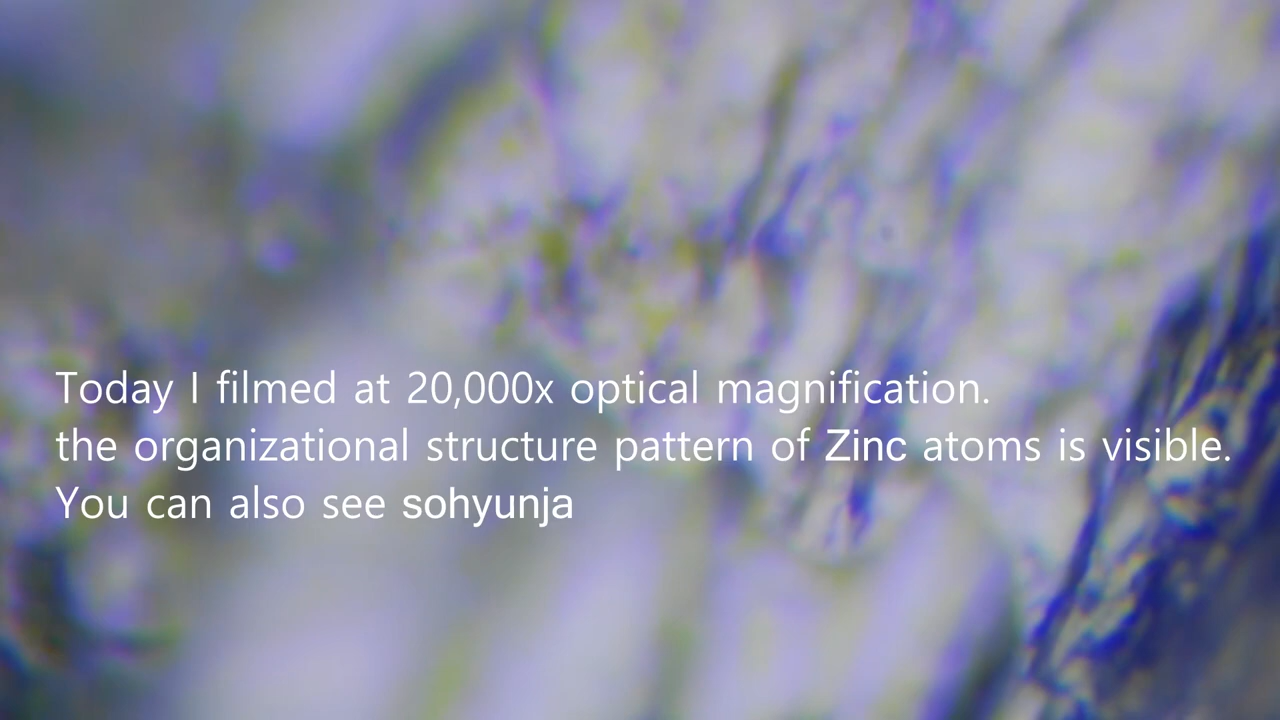 Today I filmed at 20,000x optical magnification.
the organizational structure pattern of Zinc atoms is visible.
You can also see sohyunja